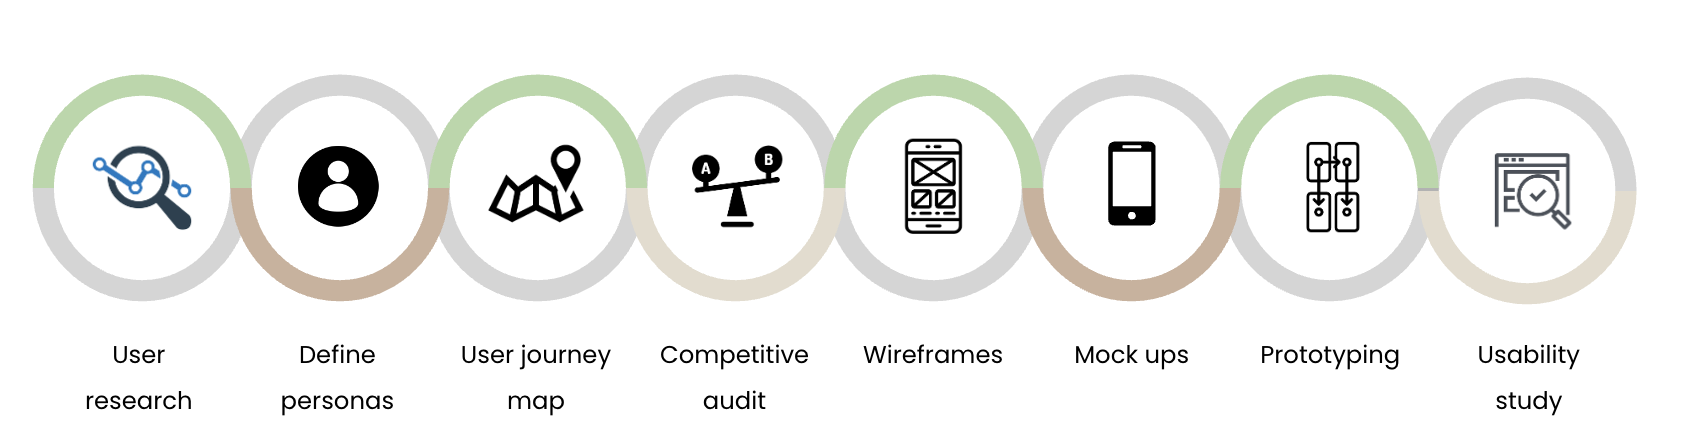 A
B
User
research
Define
personas
User journey
map
Competitive
audit
Wireframes
Mock ups
Prototyping
Usability
study